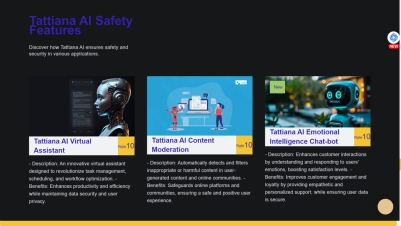 Tattiana AI Safety
Features
Discover how Tattiana AI ensures safety and
security in various applications.
NEW
New
Tattiana AI Virtual
Assistant
10
- Description: An innovative virtual assistant
designed to revolutionize task management,
scheduling, and workflow optimization. -
Benefits: Enhances productivity and efficiency
while maintaining data security and user
privacy.
Tattiana AI Content
Moderation
10
- Description: Automatically detects and filters
inappropriate or harmful content in user-
generated content and online communities. -
Benefits: Safeguards online platforms and
communities, ensuring a safe and positive user
experience.
Tattiana AI Emotional
Intelligence Chat-bot
10
- Description: Enhances customer interactions
by understanding and responding to users'
emotions, boosting satisfaction levels. -
Benefits: Improves customer engagement and
loyalty by providing empathetic and
personalized support, while ensuring user data
is secure.